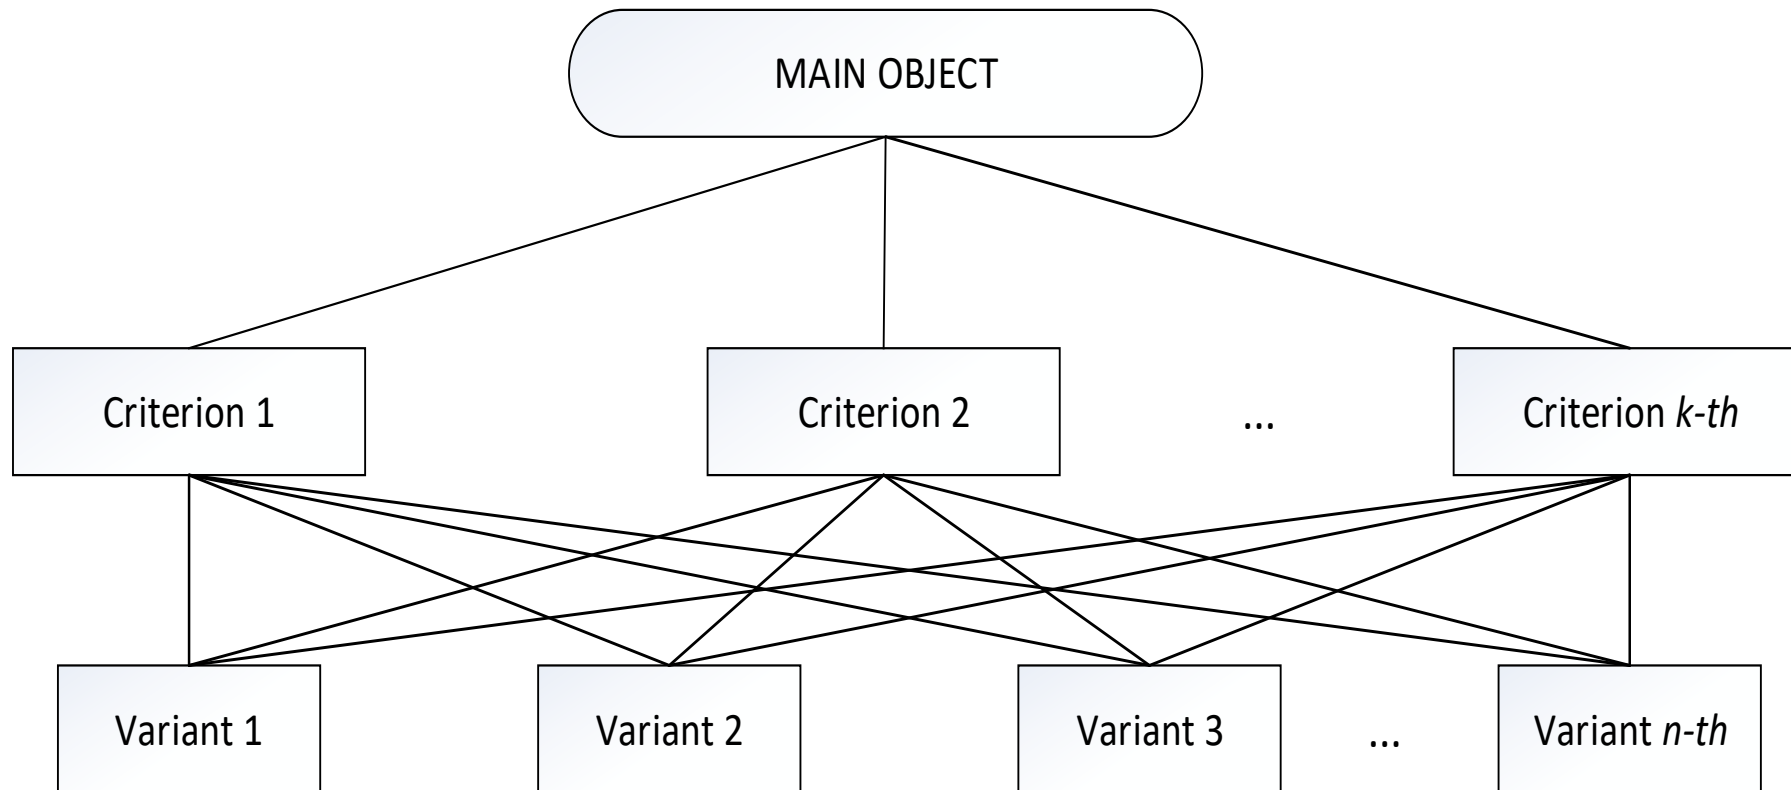 MAIN OBJECT
Criterion 1
Criterion 2
...
Criterion k-th
Variant 1
Variant 2
Variant 3
...
Variant n-th